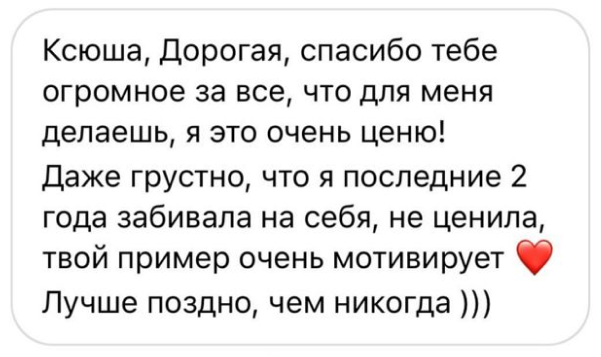 Ксюша, Дорогая, спасибо тебе
огромное за все, что для меня
делаешь, я это очень ценю!
Даже грустно, что я последние 2
года забивала на себя, не ценила,
твой пример очень мотивирует ❤️
Лучше поздно, чем никогда )))